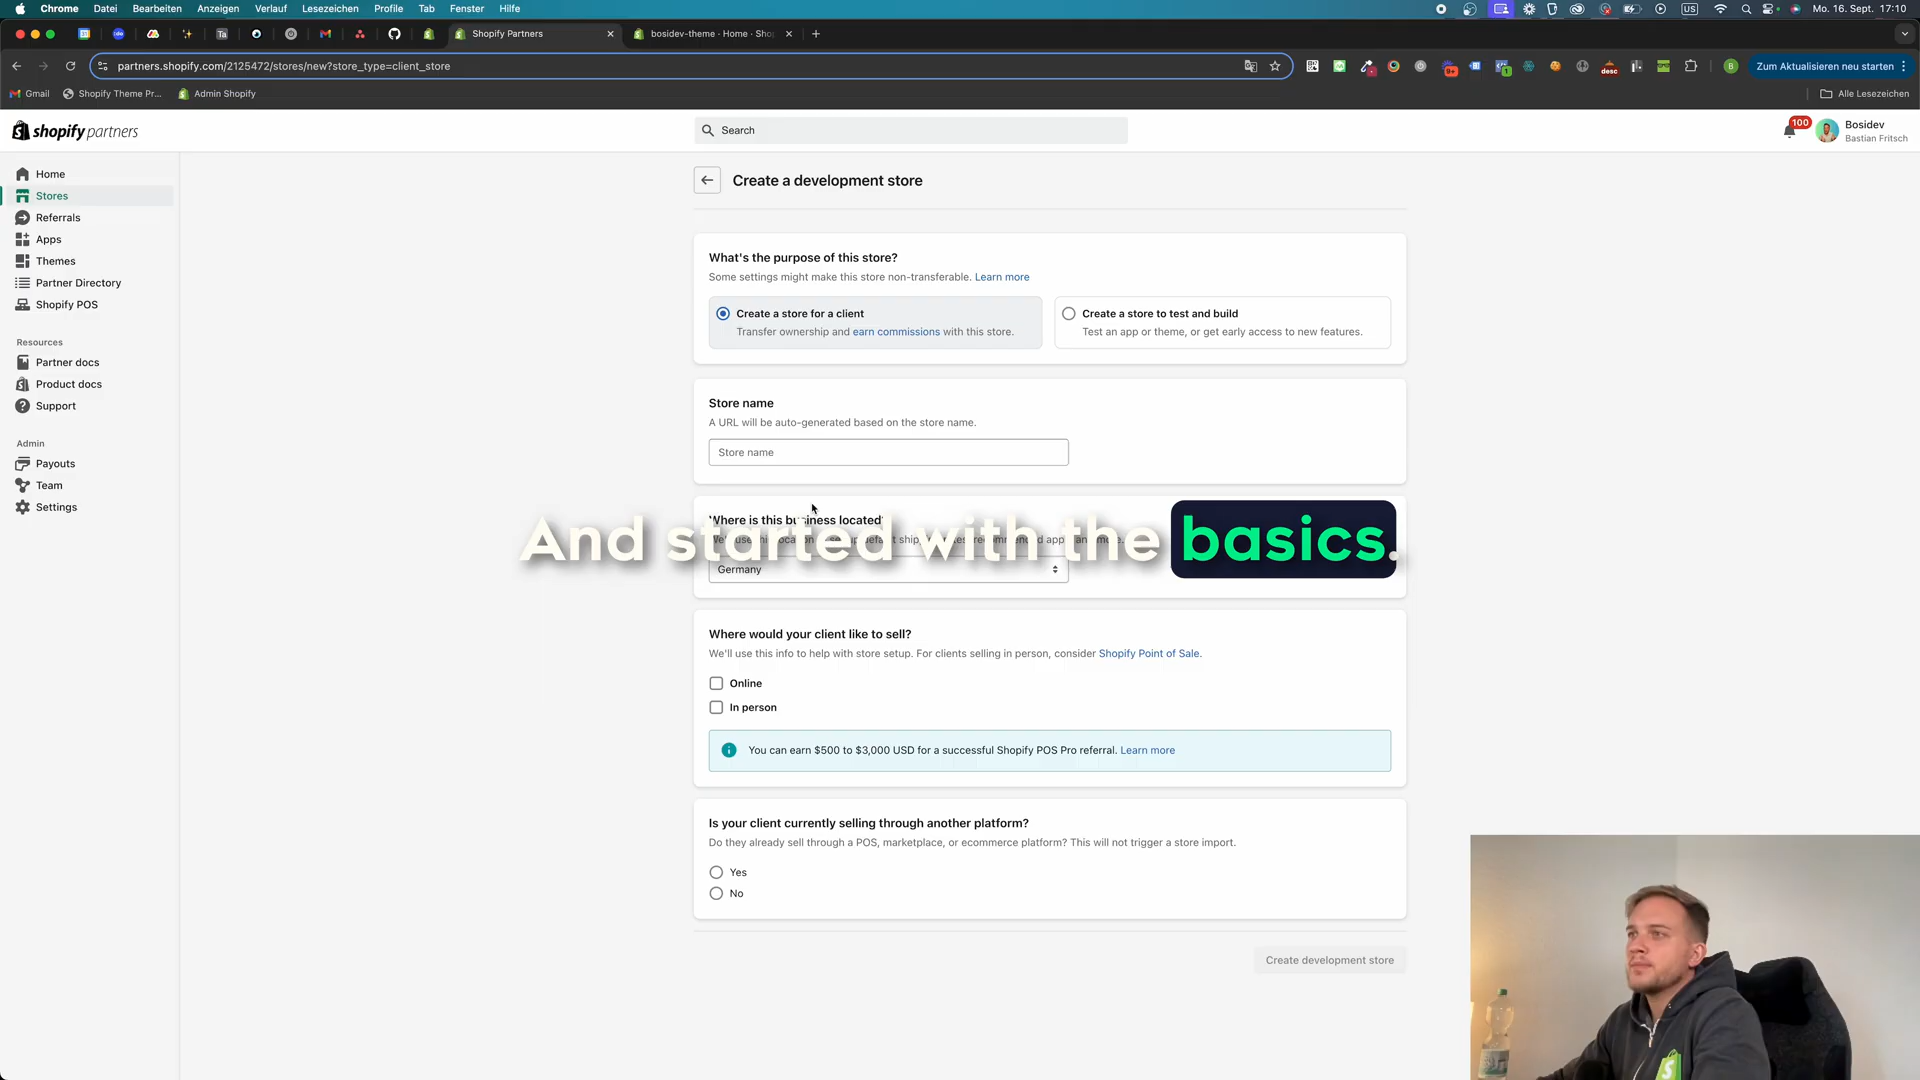 Chrome Datei Bearbeiten Anzeigen Verlauf Lesezeichen Profile Tab Fenster Hilfe US Mo. 16. Sept. 17:10
Ta Shopify Partners bosidev-theme · Home · Sho
partners.shopify.com/2125472/stores/new?store_type=client_store desc B Zum Aktualisieren neu starten
Gmail Shopify Theme Pr... Admin Shopify Alle Lesezeichen
shopify partners Search 100 Bosidev
Bastian Fritsch
Home
Stores
Referrals
Apps
Themes
Partner Directory
Shopify POS
Resources
Partner docs
Product docs
Support
Admin
Payouts
Team
Settings
Create a development store
What's the purpose of this store?
Some settings might make this store non-transferable. Learn more
Create a store for a client
Transfer ownership and earn commissions with this store.
Create a store to test and build
Test an app or theme, or get early access to new features.
Store name
A URL will be auto-generated based on the store name.
Store name
Where is this business located?
And started with the basics.
Germany
Where would your client like to sell?
We'll use this info to help with store setup. For clients selling in person, consider Shopify Point of Sale.
Online
In person
You can earn $500 to $3,000 USD for a successful Shopify POS Pro referral. Learn more
Is your client currently selling through another platform?
Do they already sell through a POS, marketplace, or ecommerce platform? This will not trigger a store import.
Yes
No
Create development store